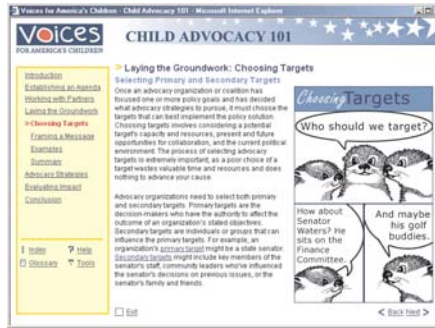 Voices for America's Children - Child Advocacy 101 - Microsoft Internet Explorer
Voices
FOR AMERICA'S CHILDREN
CHILD ADVOCACY 101
Introduction
Establishing an Agenda
Working with Partners
Laying the Groundwork
> Choosing Targets
Framing a Message
Examples
Summary
Advocacy Strategies
Evaluating Impact
Conclusion
Index
? Help
Glossary
Tools
> Laying the Groundwork: Choosing Targets
Selecting Primary and Secondary Targets
Once an advocacy organization or coalition has
focused one or more policy goals and has decided
what advocacy strategies to pursue, it must choose the
targets that can best implement the policy solution.
Choosing targets involves considering a potential
target's capacity and resources, present and future
opportunities for collaboration, and the current political
environment. The process of selecting advocacy
targets is extremely important, as a poor choice of a
target wastes valuable time and resources and does
nothing to advance your cause.
Advocacy organizations need to select both primary
and secondary targets. Primary targets are the
decision-makers who have the authority to affect the
outcome of an organization's stated objectives.
Secondary targets are individuals or groups that can
influence the primary targets. For example, an
organization's primary target might be a state senator.
Secondary targets might include key members of the
senator's staff, community leaders who've influenced
the senator's decisions on previous issues, or the
senator's family and friends.
Choosing Targets
Who should we target?
How about
Senator
Waters? He
sits on the
Finance
Committee.
And maybe
his golf
buddies.
Exit
< Back Next >